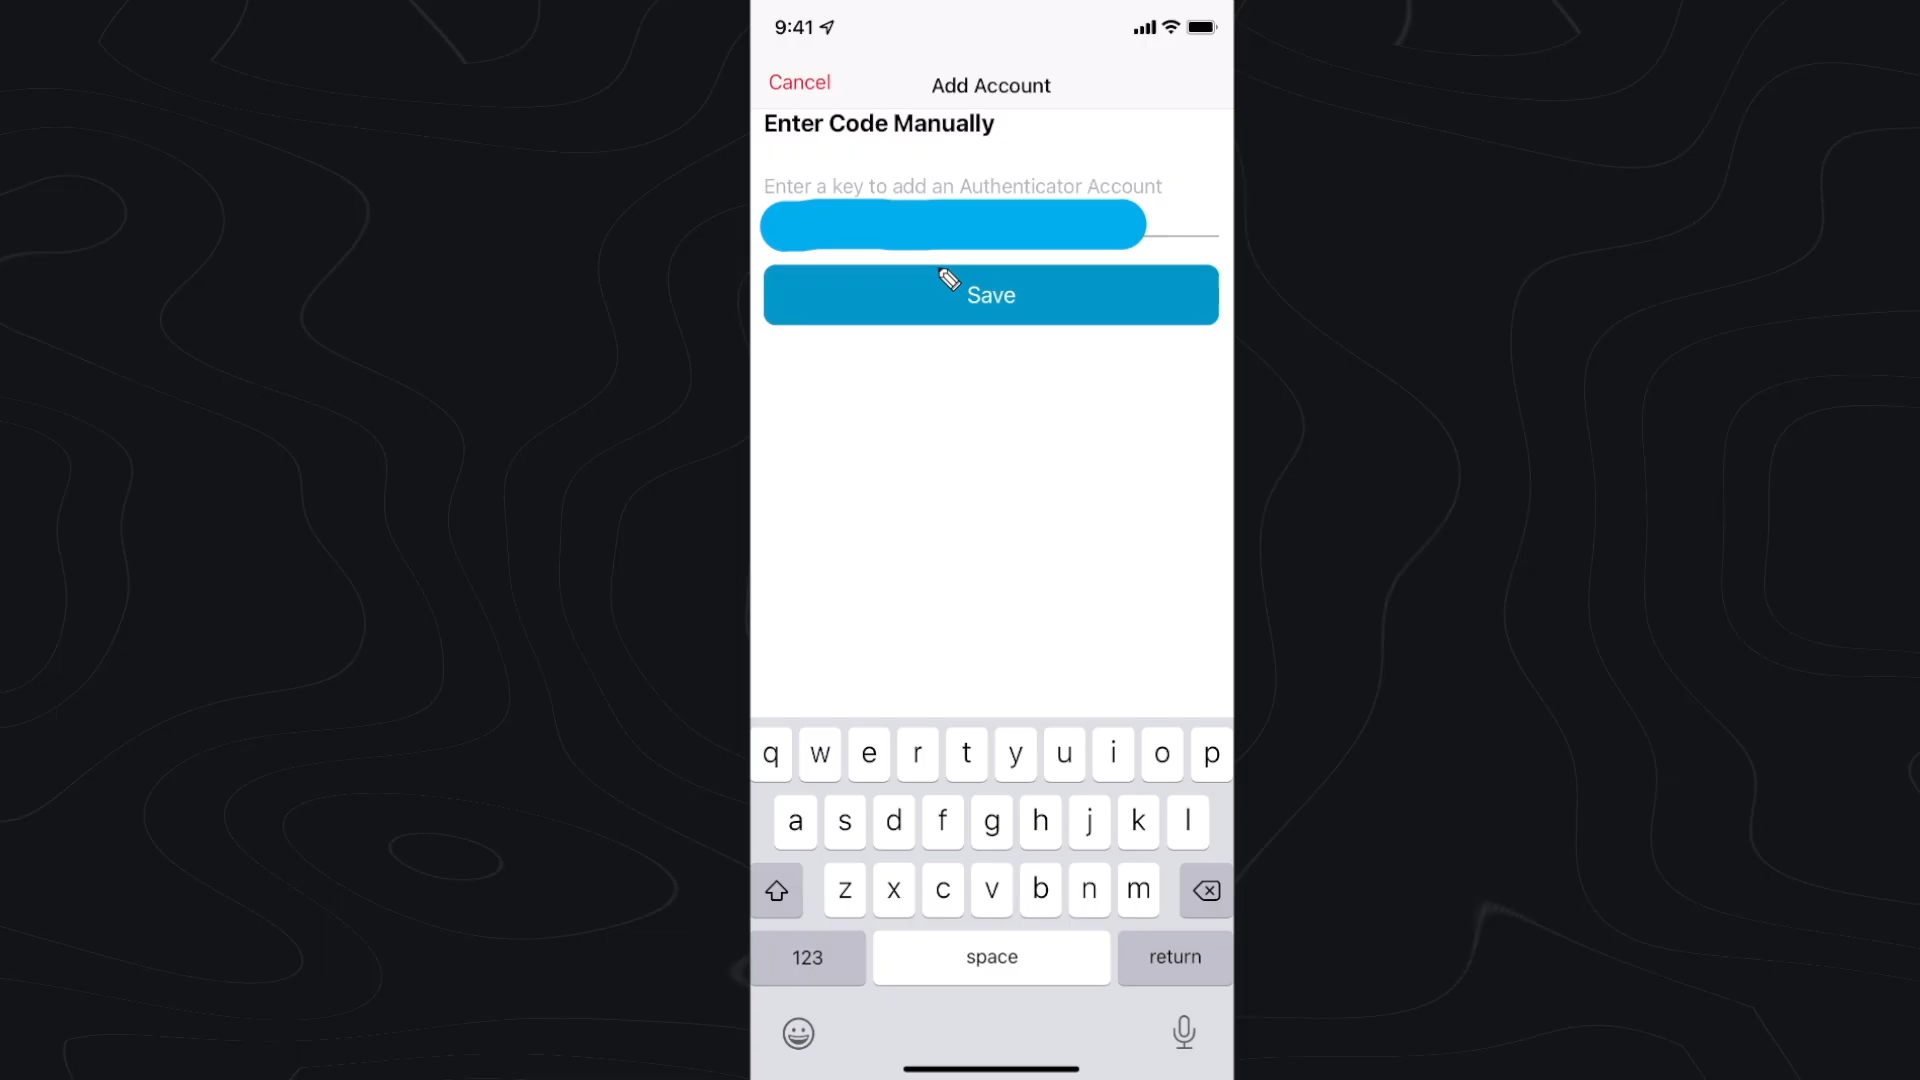 9:41
Cancel
Add Account
Enter Code Manually
Enter a key to add an Authenticator Account
Save
q w e r t y u i o p
a s d f g h j k l
z x c v b n m
123 space return